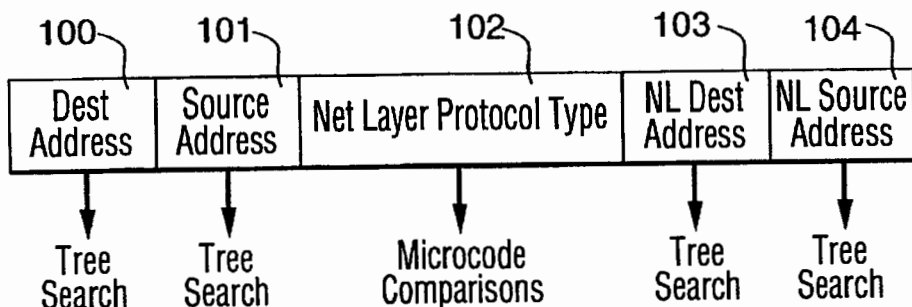 100
101
102
103
104
Dest
Address
Source
Address
Net Layer Protocol Type
NL Dest
Address
NL Source
Address
Tree
Search
Tree
Search
Microcode
Comparisons
Tree
Search
Tree
Search